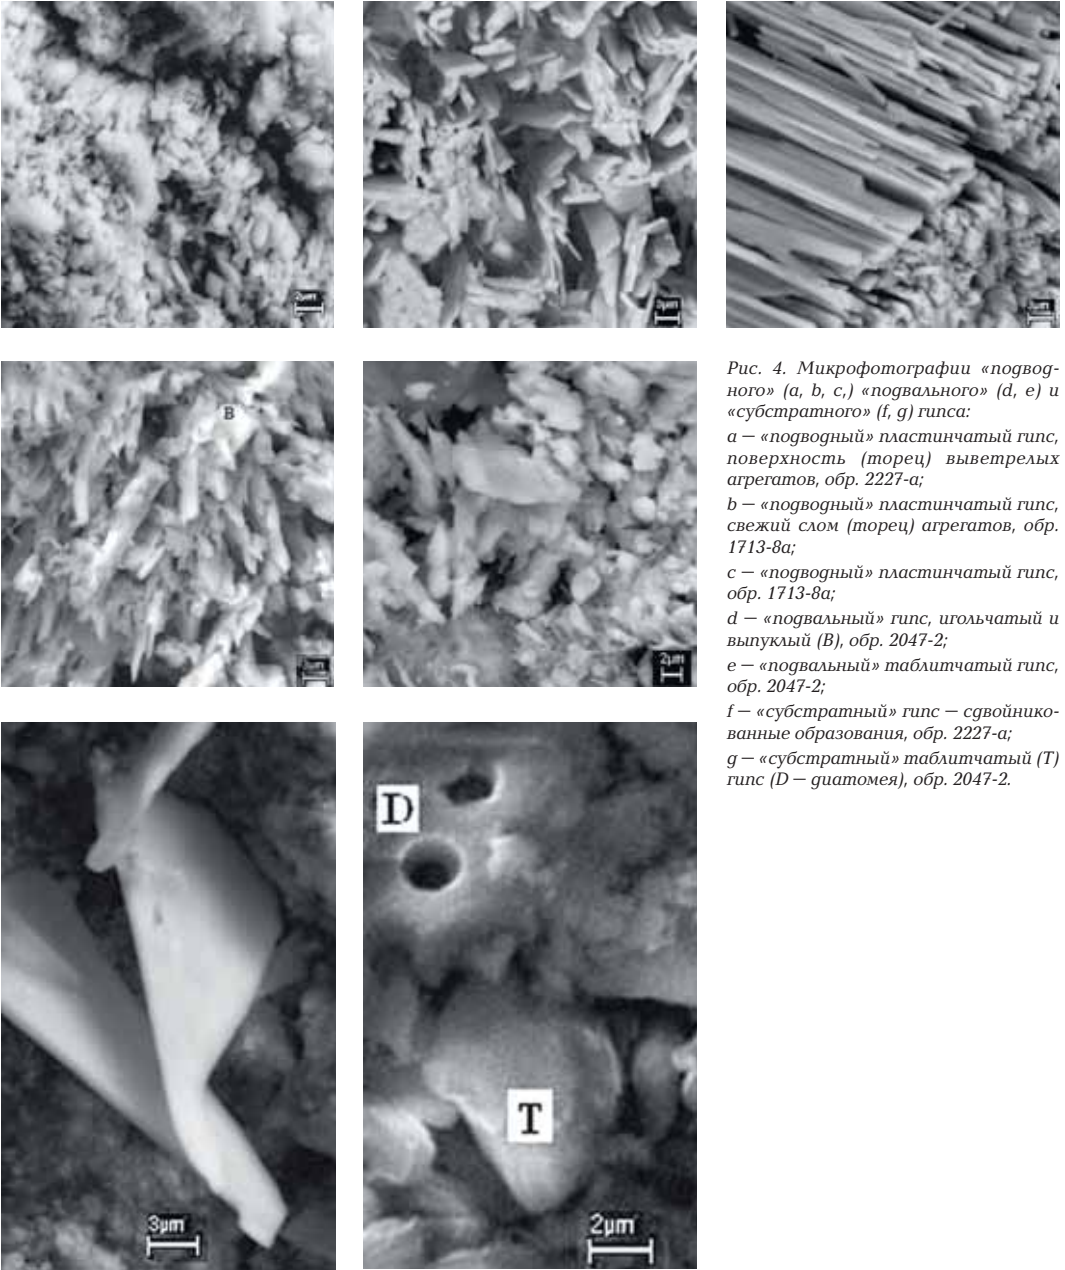 2μm
3μm
2μm
Рис. 4. Микрофотографии «подвод-
ного» (a, b, c,) «подвального» (d, e) и
«субстратного» (f, g) гипса:
a — «подводный» пластинчатый гипс,
поверхность (торец) выветрелых
агрегатов, обр. 2227-а;
b — «подводный» пластинчатый гипс,
свежий слом (торец) агрегатов, обр.
1713-8а;
c — «подводный» пластинчатый гипс,
обр. 1713-8а;
d — «подвальный» гипс, игольчатый и
выпуклый (В), обр. 2047-2;
e — «подвальный» таблитчатый гипс,
обр. 2047-2;
f — «субстратный» гипс — сдвойнико-
ванные образования, обр. 2227-а;
g — «субстратный» таблитчатый (Т)
гипс (D — диатомея), обр. 2047-2.
B
2μm
D
T
3μm
2μm